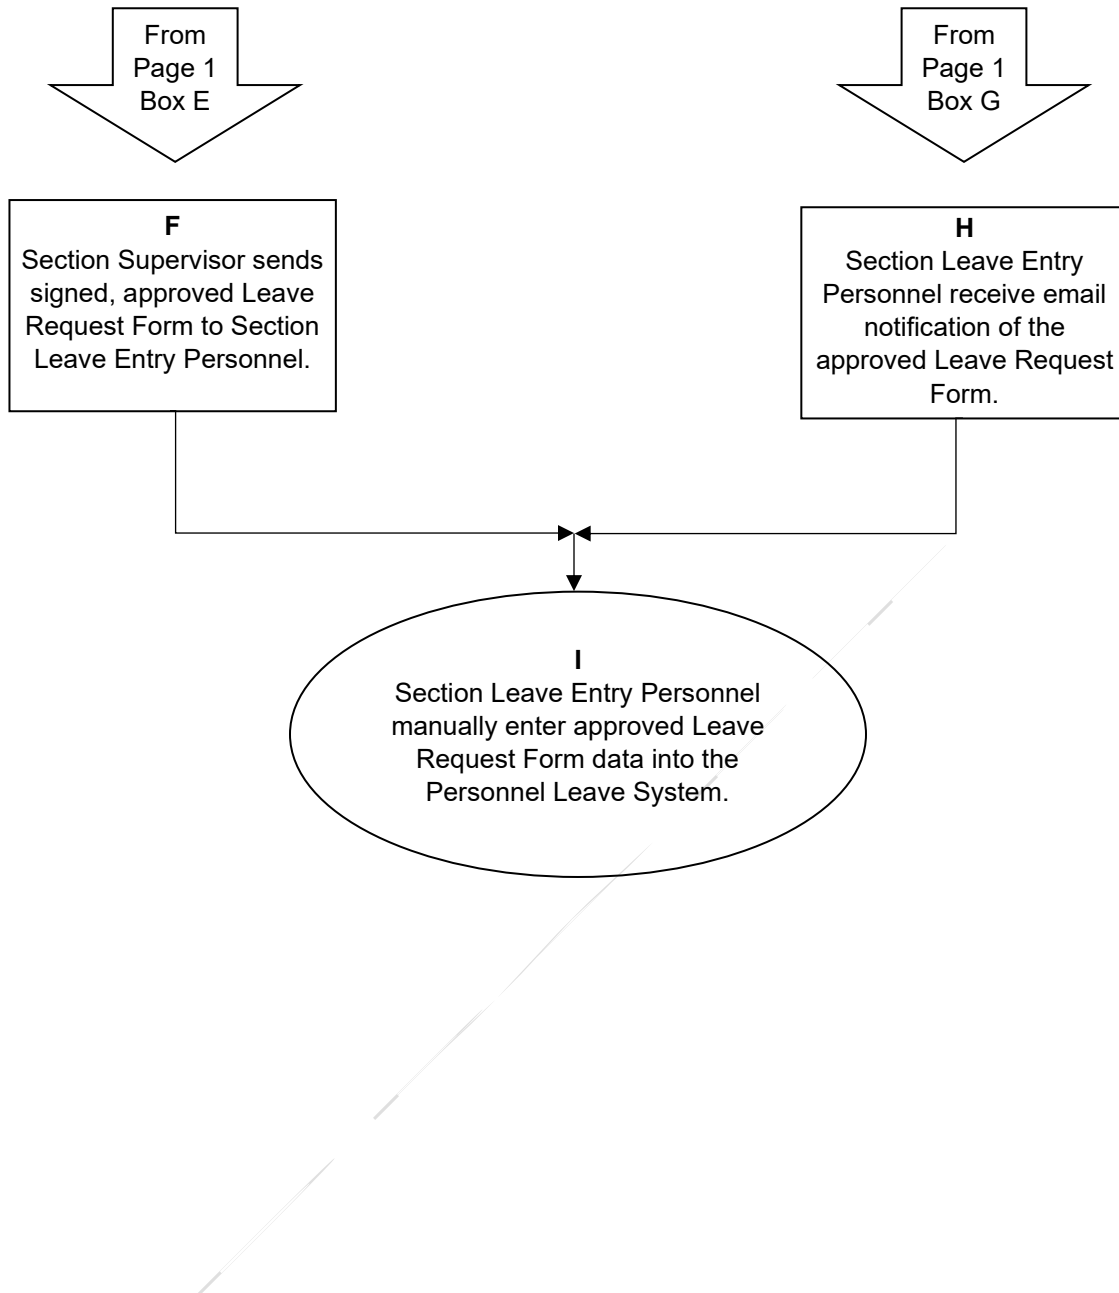 From
Page 1
Box E
From
Page 1
Box G
F
Section Supervisor sends
signed, approved Leave
Request Form to Section
Leave Entry Personnel.
H
Section Leave Entry
Personnel receive email
notification of the
approved Leave Request
Form.
I
Section Leave Entry Personnel
manually enter approved Leave
Request Form data into the
Personnel Leave System.